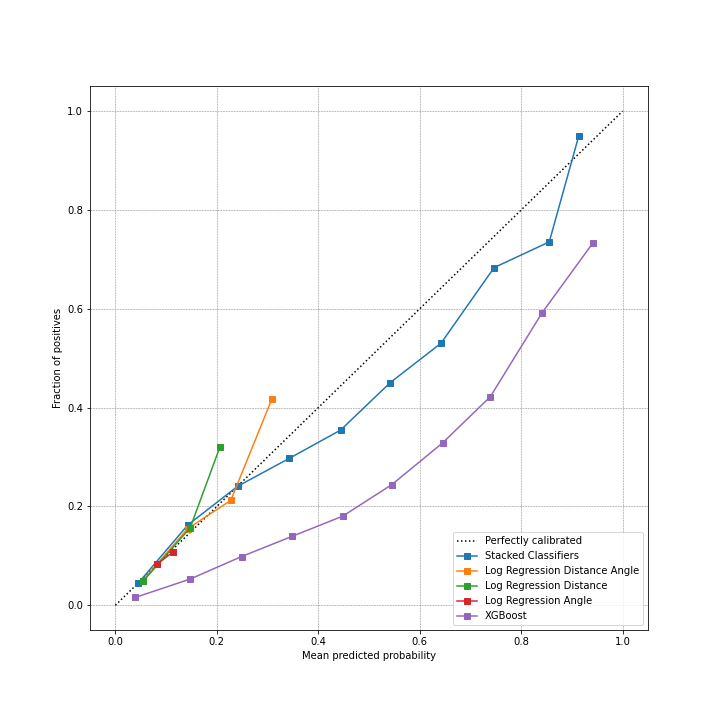 1.0
0.8
0.6
0.4
0.2
0.0
Fraction of positives
0.0 0.2 0.4 0.6 0.8 1.0
Mean predicted probability
Perfectly calibrated
Stacked Classifiers
Log Regression Distance Angle
Log Regression Distance
Log Regression Angle
XGBoost